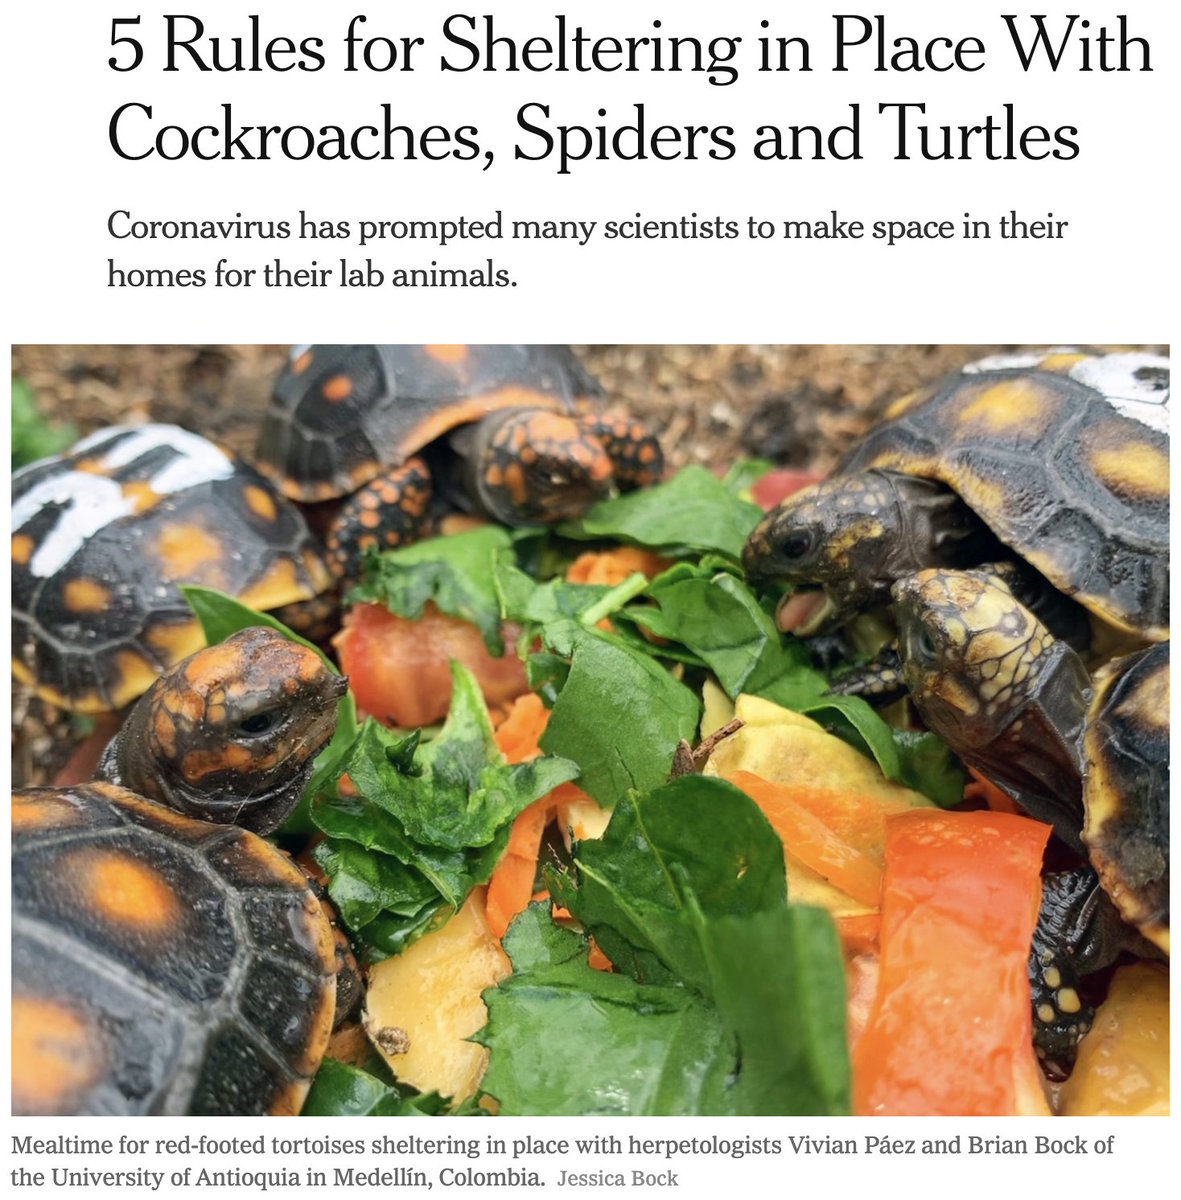 5 Rules for Sheltering in Place With
Cockroaches, Spiders and Turtles
Coronavirus has prompted many scientists to make space in their
homes for their lab animals.
Mealtime for red-footed tortoises sheltering in place with herpetologists Vivian Páez and Brian Bock of
the University of Antioquia in Medellín, Colombia. Jessica Bock